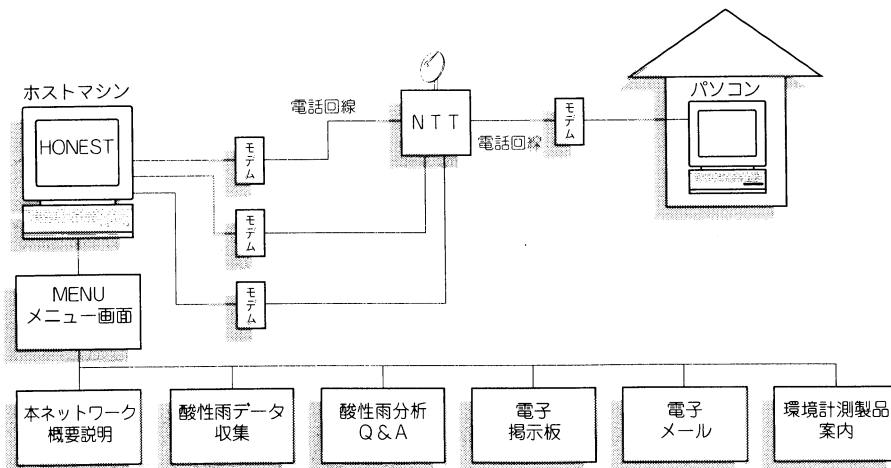 ホストマシン
HONEST
電話回線
モデム
NTT
電話回線
モデム
パソコン
モデム
モデム
MENU
メニュー画面
本ネットワーク
概要説明
酸性雨データ
収集
酸性雨分析
Q&A
電子
掲示板
電子
メール
環境計測製品
案内